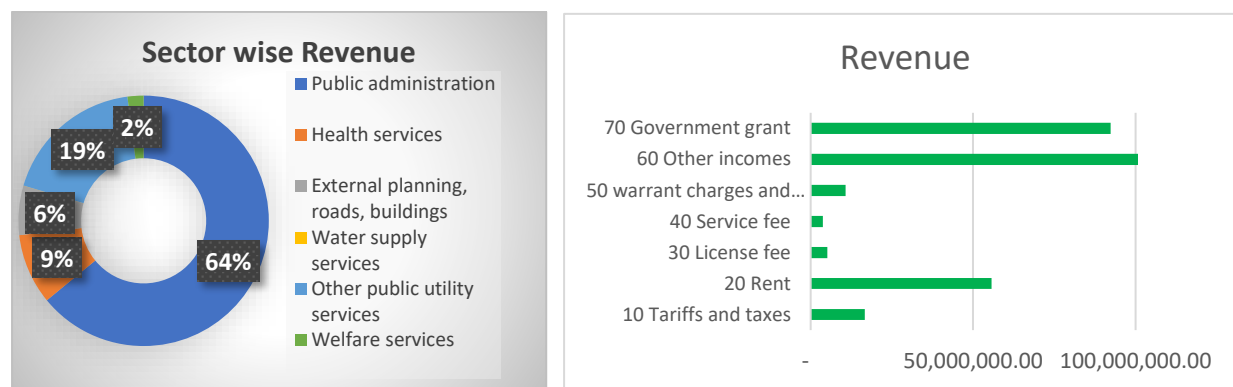 Sector wise Revenue
2%
19%
6%
9%
64%
Public administration
Health services
External planning,
roads, buildings
Water supply
services
Other public utility
services
Welfare services
Revenue
70 Government grant
60 Other incomes
50 warrant charges and...
40 Service fee
30 License fee
20 Rent
10 Tariffs and taxes
-
50,000,000.00
100,000,000.00